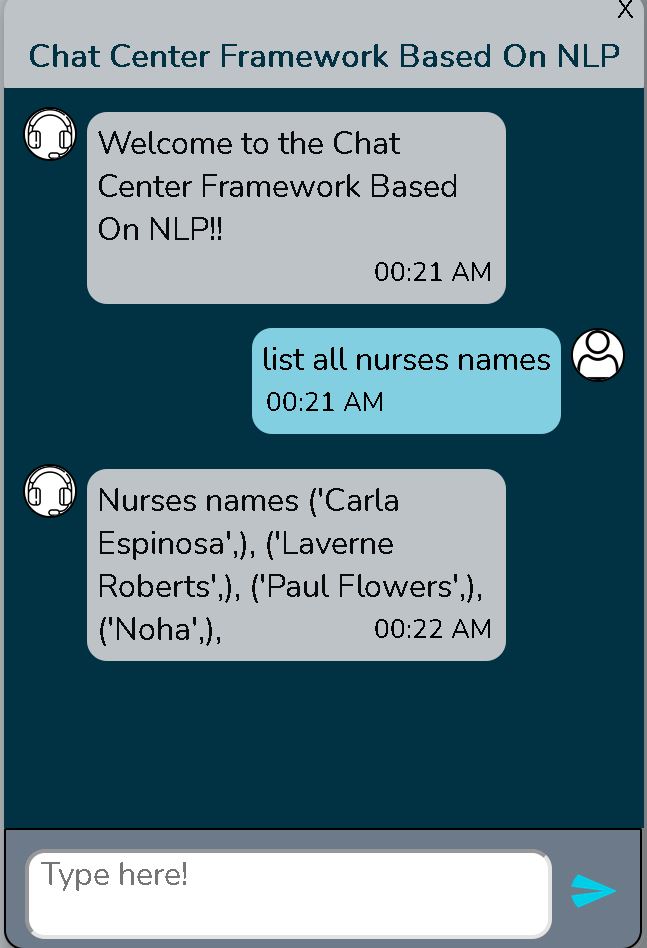 X
Chat Center Framework Based On NLP
Welcome to the Chat
Center Framework Based
On NLP!!
00:21 AM
list all nurses names
00:21 AM
Nurses names ('Carla
Espinosa',), ('Laverne
Roberts',), ('Paul Flowers',),
('Noha',), 00:22 AM
Type here!